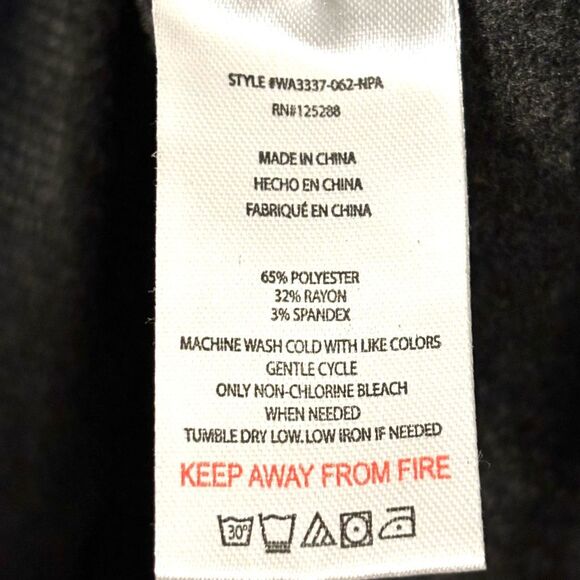 STYLE #WA3337-062-NPA
RN#125288
MADE IN CHINA
HECHO EN CHINA
FABRIQUÉ EN CHINA
65% POLYESTER
32% RAYON
3% SPANDEX
MACHINE WASH COLD WITH LIKE COLORS
GENTLE CYCLE
ONLY NON-CHLORINE BLEACH
WHEN NEEDED
TUMBLE DRY LOW. LOW IRON IF NEEDED
KEEP AWAY FROM FIRE
30°